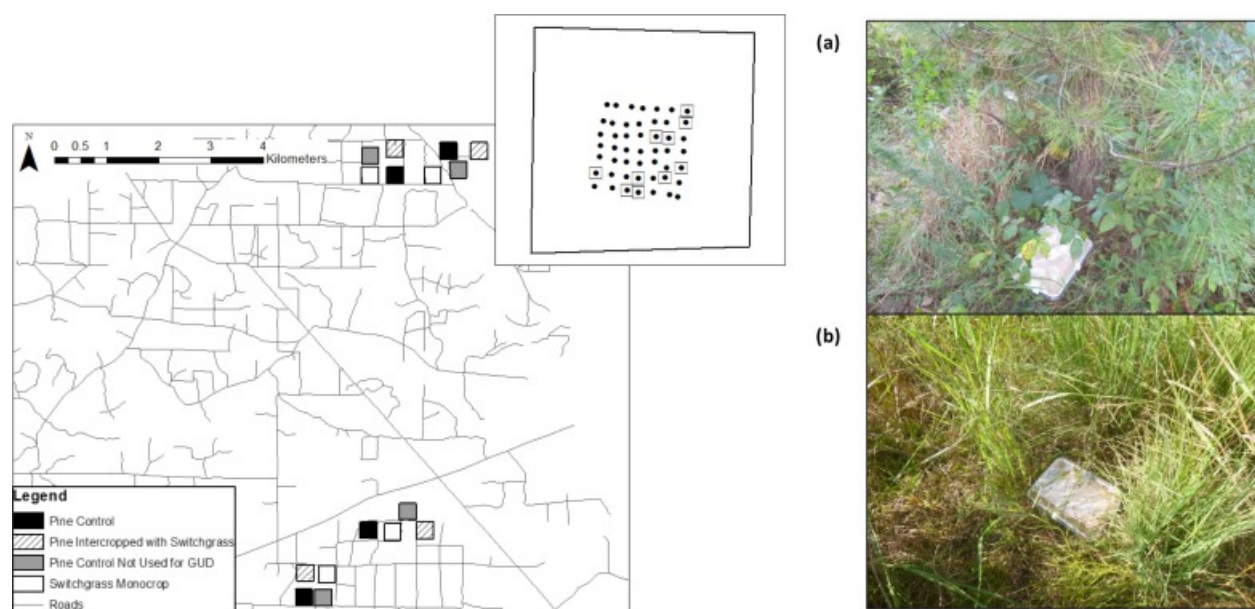 (a)
N
0 0.5 1 2 3 4
Kilometers
(b)
Legend
Pine Control
Pine Intercropped with Switchgrass
Pine Control Not Used for GUD
Switchgrass Monocrop
Roads